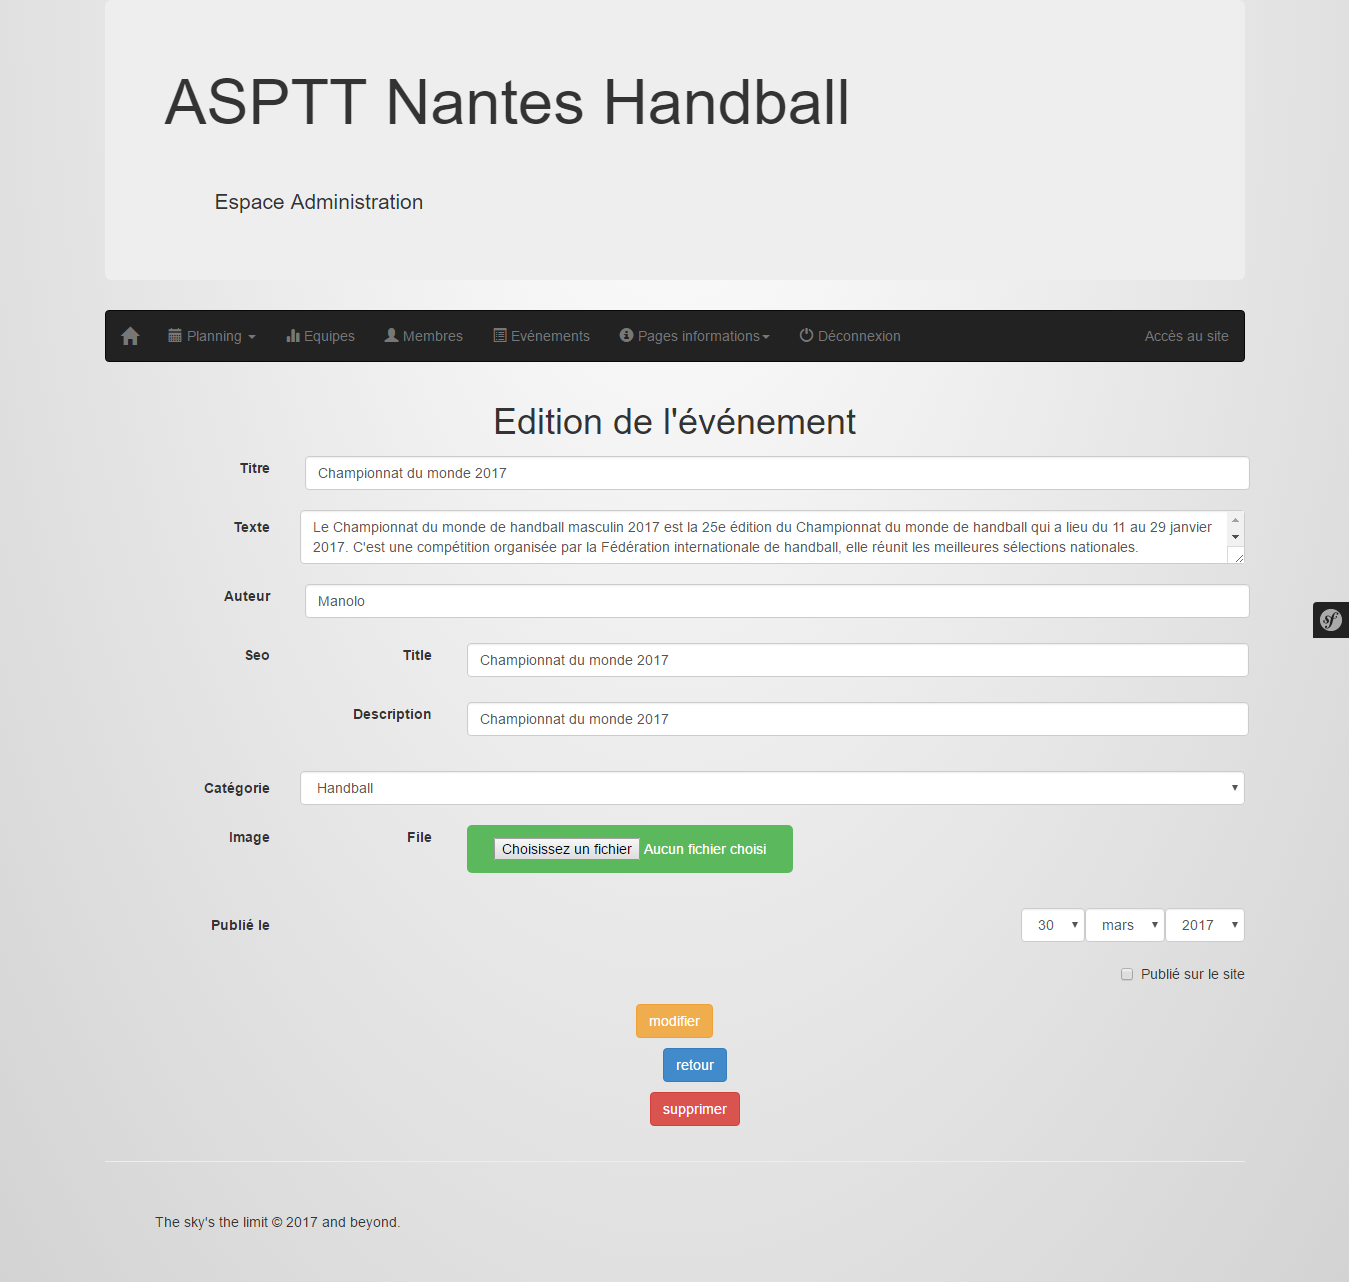 ASPTT Nantes Handball
Espace Administration
Planning Equipes Membres Evénements Pages informations Déconnexion Accès au site
Edition de l'événement
Titre Championnat du monde 2017
Texte Le Championnat du monde de handball masculin 2017 est la 25e édition du Championnat du monde de handball qui a lieu du 11 au 29 janvier
2017. C'est une compétition organisée par la Fédération internationale de handball, elle réunit les meilleures sélections nationales.
Auteur Manolo
Seo Title Championnat du monde 2017
sf
Description Championnat du monde 2017
Catégorie Handball
Image File Choisissez un fichier Aucun fichier choisi
Publié le 30 mars 2017
Publié sur le site
modifier
retour
supprimer
The sky's the limit © 2017 and beyond.